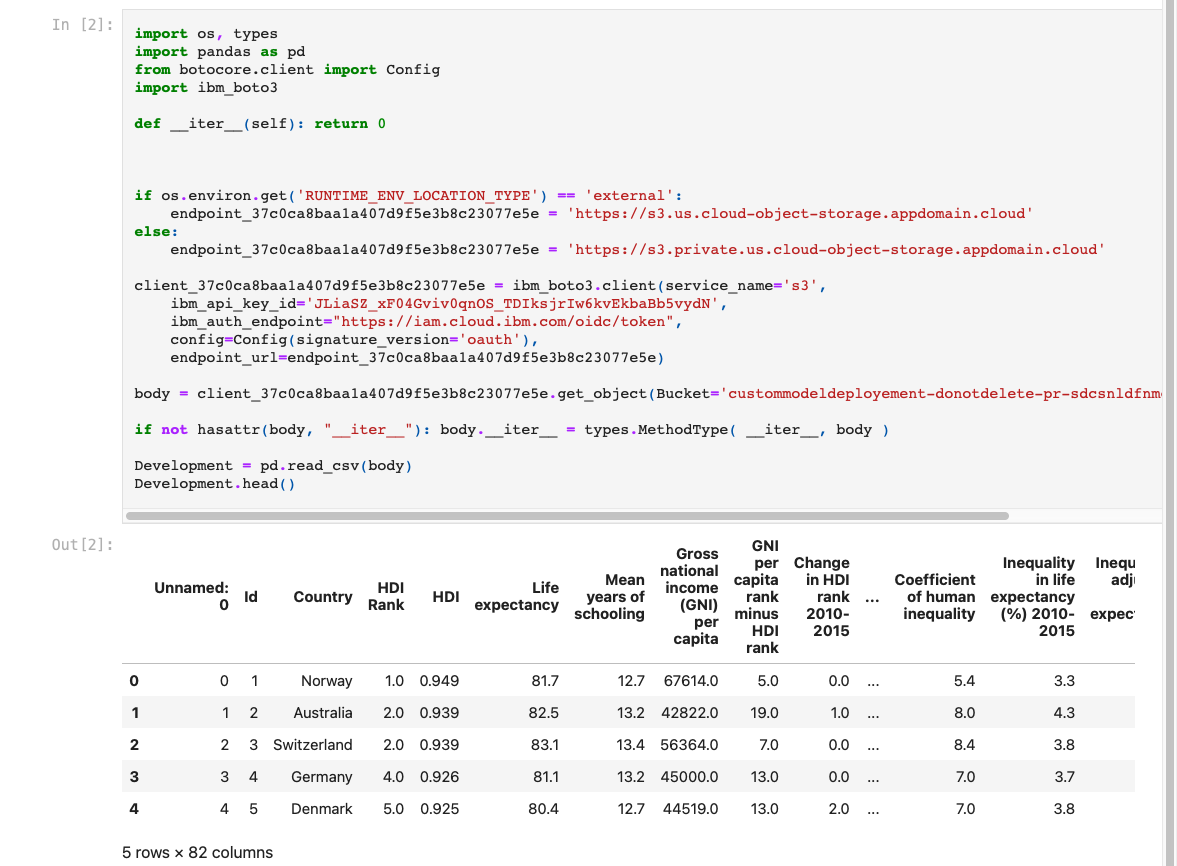 In [2]:
import os, types
import pandas as pd
from botocore.client import Config
import ibm_boto3
def __iter__(self): return 0
if os.environ.get('RUNTIME_ENV_LOCATION_TYPE') == 'external':
    endpoint_37c0ca8baa1a407d9f5e3b8c23077e5e = 'https://s3.us.cloud-object-storage.appdomain.cloud'
else:
    endpoint_37c0ca8baa1a407d9f5e3b8c23077e5e = 'https://s3.private.us.cloud-object-storage.appdomain.cloud'
client_37c0ca8baa1a407d9f5e3b8c23077e5e = ibm_boto3.client(service_name='s3',
    ibm_api_key_id='JLiaSZ_xF04Gviv0qnOS_TDIksjrIw6kvEkbaBb5vydN',
    ibm_auth_endpoint="https://iam.cloud.ibm.com/oidc/token",
    config=Config(signature_version='oauth'),
    endpoint_url=endpoint_37c0ca8baa1a407d9f5e3b8c23077e5e)
body = client_37c0ca8baa1a407d9f5e3b8c23077e5e.get_object(Bucket='custommodeldeployement-donotdelete-pr-sdcsnldfnm
if not hasattr(body, "__iter__"): body.__iter__ = types.MethodType( __iter__, body )
Development = pd.read_csv(body)
Development.head()
Out[2]:
Unnamed:
0
Id
Country
HDI
Rank
HDI
Life
expectancy
Mean
years of
schooling
Gross
national
income
(GNI)
per
capita
GNI
per
capita
rank
minus
HDI
rank
Change
in HDI
rank
2010-
2015
...
Coefficient
of human
inequality
Inequality
in life
expectancy
(%) 2010-
2015
Inequ
adj
expec
0 0 1 Norway 1.0 0.949 81.7 12.7 67614.0 5.0 0.0 ... 5.4 3.3
1 1 2 Australia 2.0 0.939 82.5 13.2 42822.0 19.0 1.0 ... 8.0 4.3
2 2 3 Switzerland 2.0 0.939 83.1 13.4 56364.0 7.0 0.0 ... 8.4 3.8
3 3 4 Germany 4.0 0.926 81.1 13.2 45000.0 13.0 0.0 ... 7.0 3.7
4 4 5 Denmark 5.0 0.925 80.4 12.7 44519.0 13.0 2.0 ... 7.0 3.8
5 rows × 82 columns